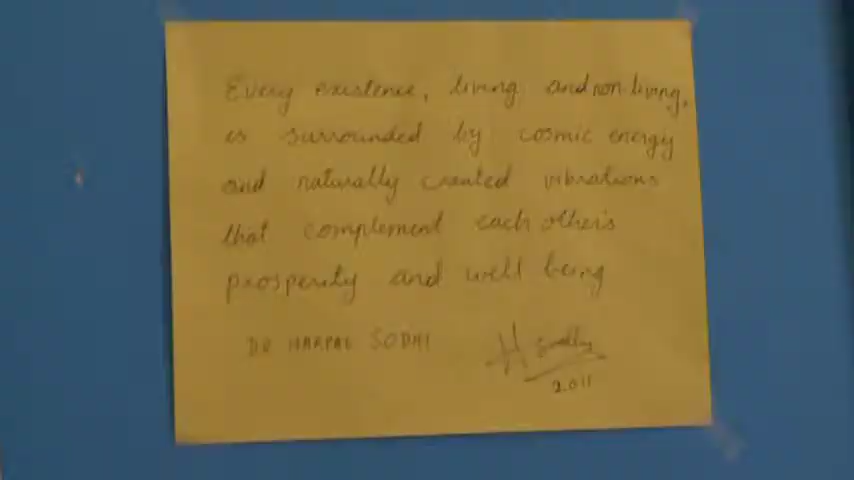 Every existence, living and non-living,
is surrounded by cosmic energy
and naturally created vibrations
that complement each other's
prosperity and well being
DR HARPAL SODHI
H Sodhi
2011